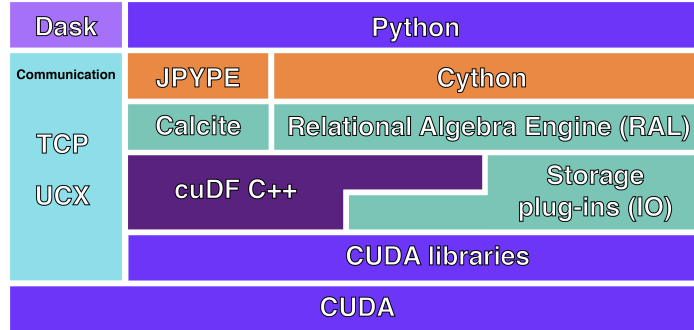 Dask
Python
Communication
JPYPE
Cython
TCP
Calcite
Relational Algebra Engine (RAL)
UCX
cuDF C++
Storage
plug-ins (IO)
CUDA libraries
CUDA